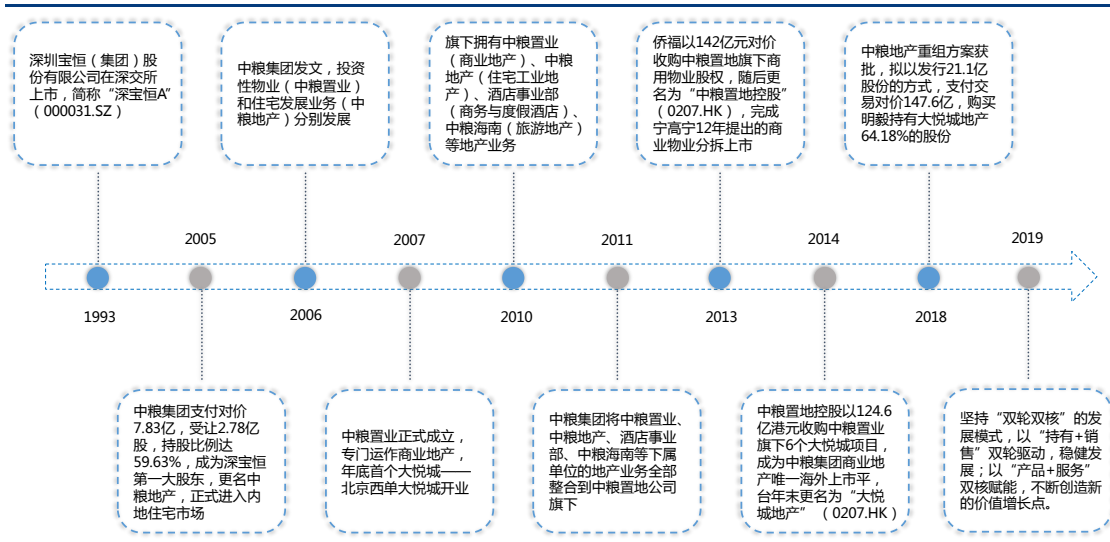 深圳宝恒（集团）股
份有限公司在深交所
上市，简称“深宝恒A”
（000031.SZ）
中粮集团发文，投资
性物业（中粮置业）
和住宅发展业务（中
粮地产）分别发展
旗下拥有中粮置业
（商业地产）、中粮
地产（住宅工业地
产）、酒店事业部
（商务与度假酒店）、
中粮海南（旅游地产）
等地产业务
侨福以142亿元对价
收购中粮置地旗下商
用物业股权，随后更
名为“中粮置地控股”
（0207.HK），完成
宁高宁12年提出的商
业物业分拆上市
中粮地产重组方案获
批，拟以发行21.1亿
股份的方式，支付交
易对价147.6亿，购买
明毅持有大悦城地产
64.18%的股份
2005
2007
2011
2014
2019
1993
2006
2010
2013
2018
中粮集团支付对价
7.83亿，受让2.78亿
股，持股比例达
59.63%，成为深宝恒
第一大股东，更名中
粮地产，正式进入内
地住宅市场
中粮置业正式成立，
专门运作商业地产，
年底首个大悦城——
北京西单大悦城开业
中粮集团将中粮置业、
中粮地产、酒店事业
部、中粮海南等下属
单位的地产业务全部
整合到中粮置地公司
旗下
中粮置地控股以124.6
亿港元收购中粮置业
旗下6个大悦城项目，
成为中粮集团商业地
产唯一海外上市平，
台年末更名为“大悦
城地产”（0207.HK）
坚持“双轮双核”的发
展模式，以“持有+销
售”双轮驱动，稳健
发展；以“产品+服务”
双核赋能，不断创造新
的价值增长点。